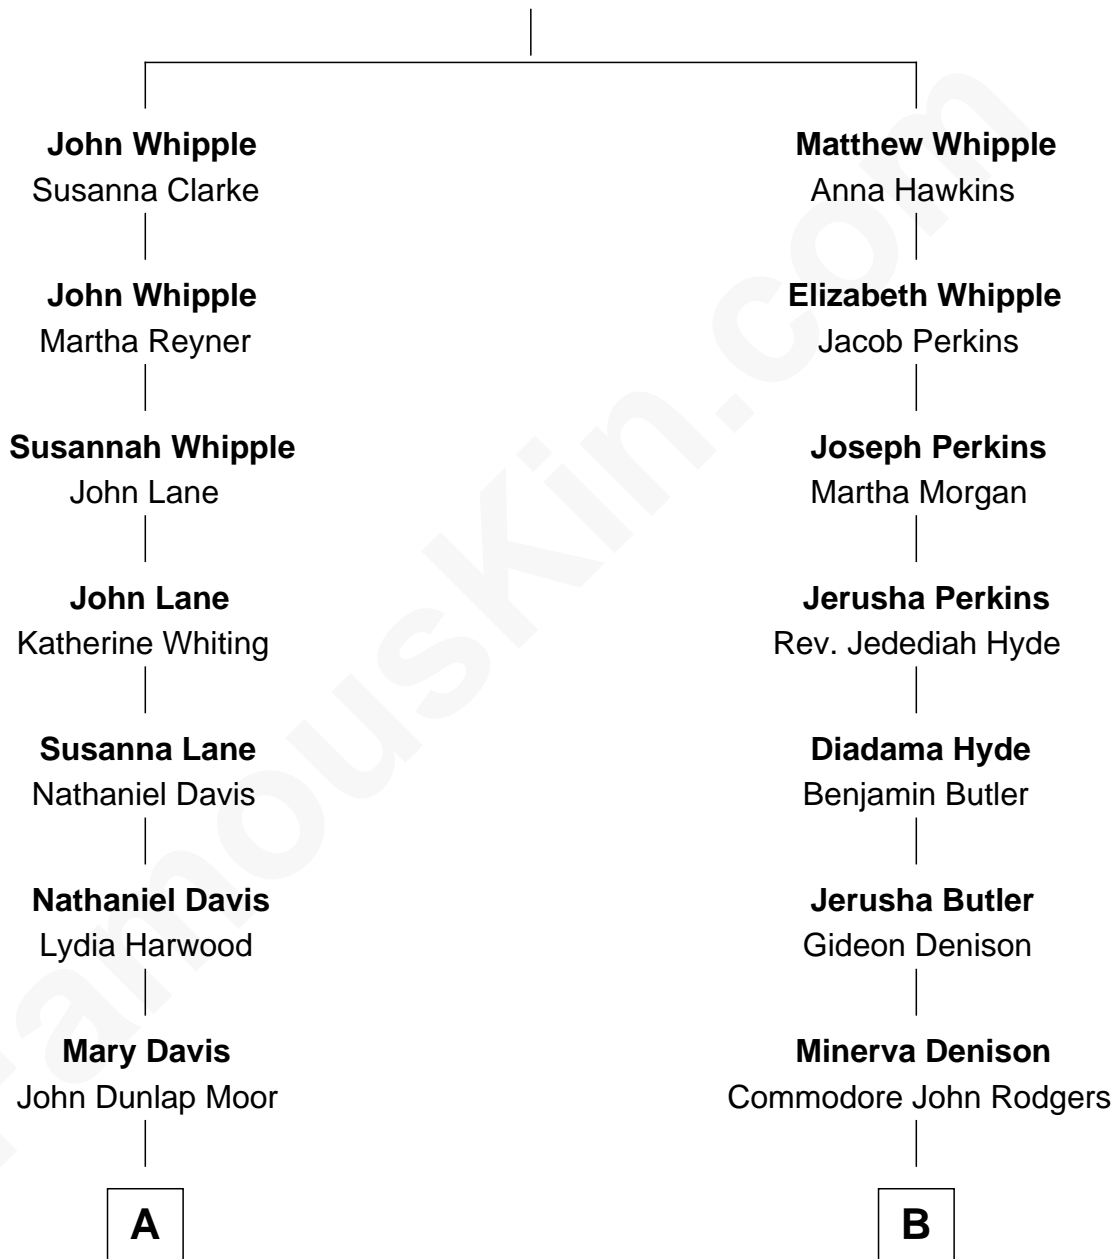 John Whipple
Susanna Clarke
Matthew Whipple
Anna Hawkins
John Whipple
Martha Reyner
Elizabeth Whipple
Jacob Perkins
Susannah Whipple
John Lane
Joseph Perkins
Martha Morgan
John Lane
Katherine Whiting
Jerusha Perkins
Rev. Jedediah Hyde
Susanna Lane
Nathaniel Davis
Diadama Hyde
Benjamin Butler
Nathaniel Davis
Lydia Harwood
Jerusha Butler
Gideon Denison
Mary Davis
John Dunlap Moor
Minerva Denison
Commodore John Rodgers
A
B
FamousKin.com